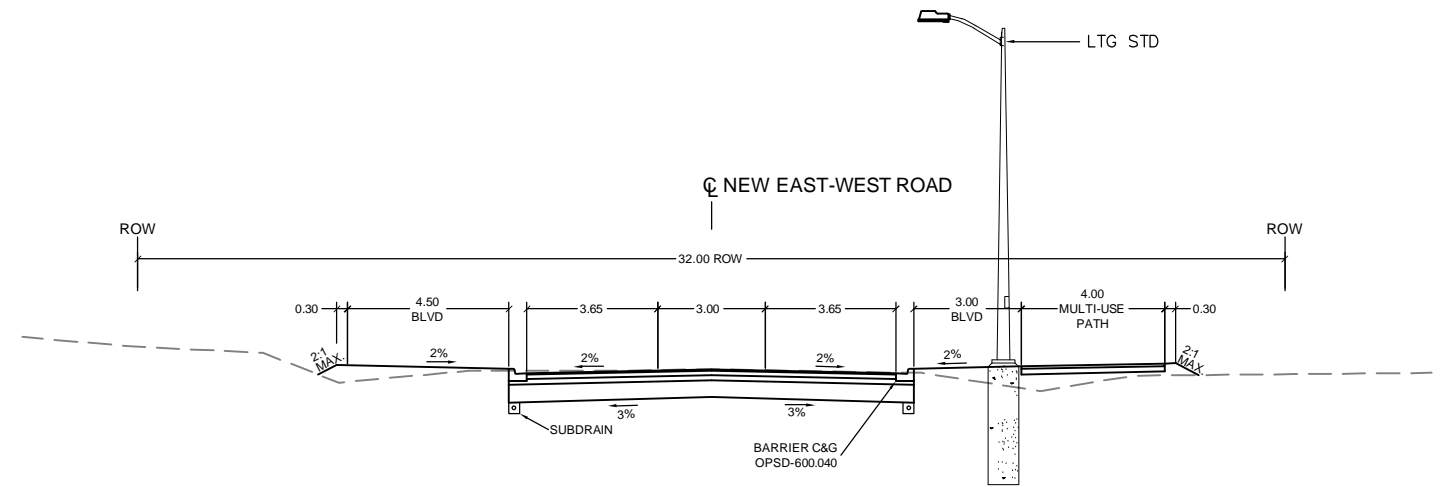 LTG STD
℄ NEW EAST-WEST ROAD
ROW
ROW
32.00 ROW
0.30
4.50
BLVD
3.65
3.00
3.65
3.00
BLVD
4.00
MULTI-USE
PATH
0.30
2:1
MAX.
2%
2%
2%
2%
2:1
MAX.
3%
3%
SUBDRAIN
BARRIER C&G
OPSD-600.040